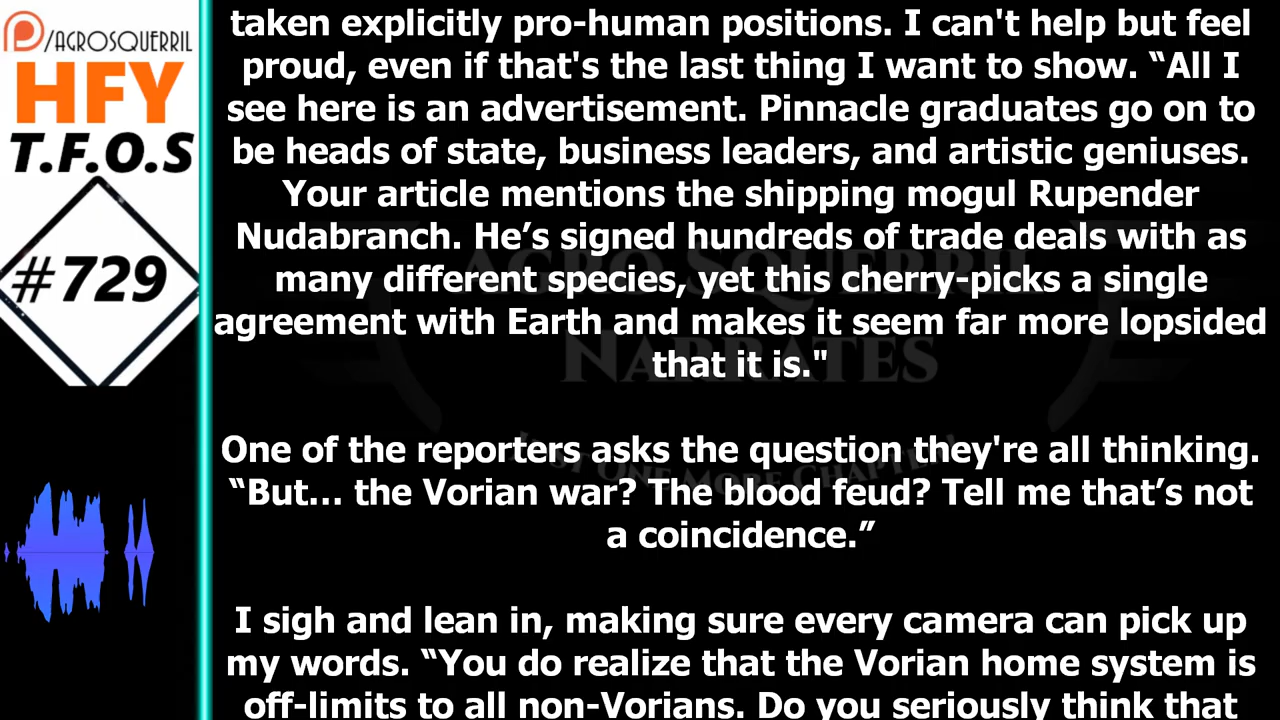 /AGROSQUERRIL
HFY
T.F.O.S
#729
taken explicitly pro-human positions. I can't help but feel
proud, even if that's the last thing I want to show. “All I
see here is an advertisement. Pinnacle graduates go on to
be heads of state, business leaders, and artistic geniuses.
Your article mentions the shipping mogul Rupender
Nudabranch. He’s signed hundreds of trade deals with as
many different species, yet this cherry-picks a single
agreement with Earth and makes it seem far more lopsided
that it is."
One of the reporters asks the question they're all thinking.
“But… the Vorian war? The blood feud? Tell me that’s not
a coincidence.”
I sigh and lean in, making sure every camera can pick up
my words. “You do realize that the Vorian home system is
off-limits to all non-Vorians. Do you seriously think that
AGRO SQUERRIL
NARRATES
JUST ONE MORE CHAPTER